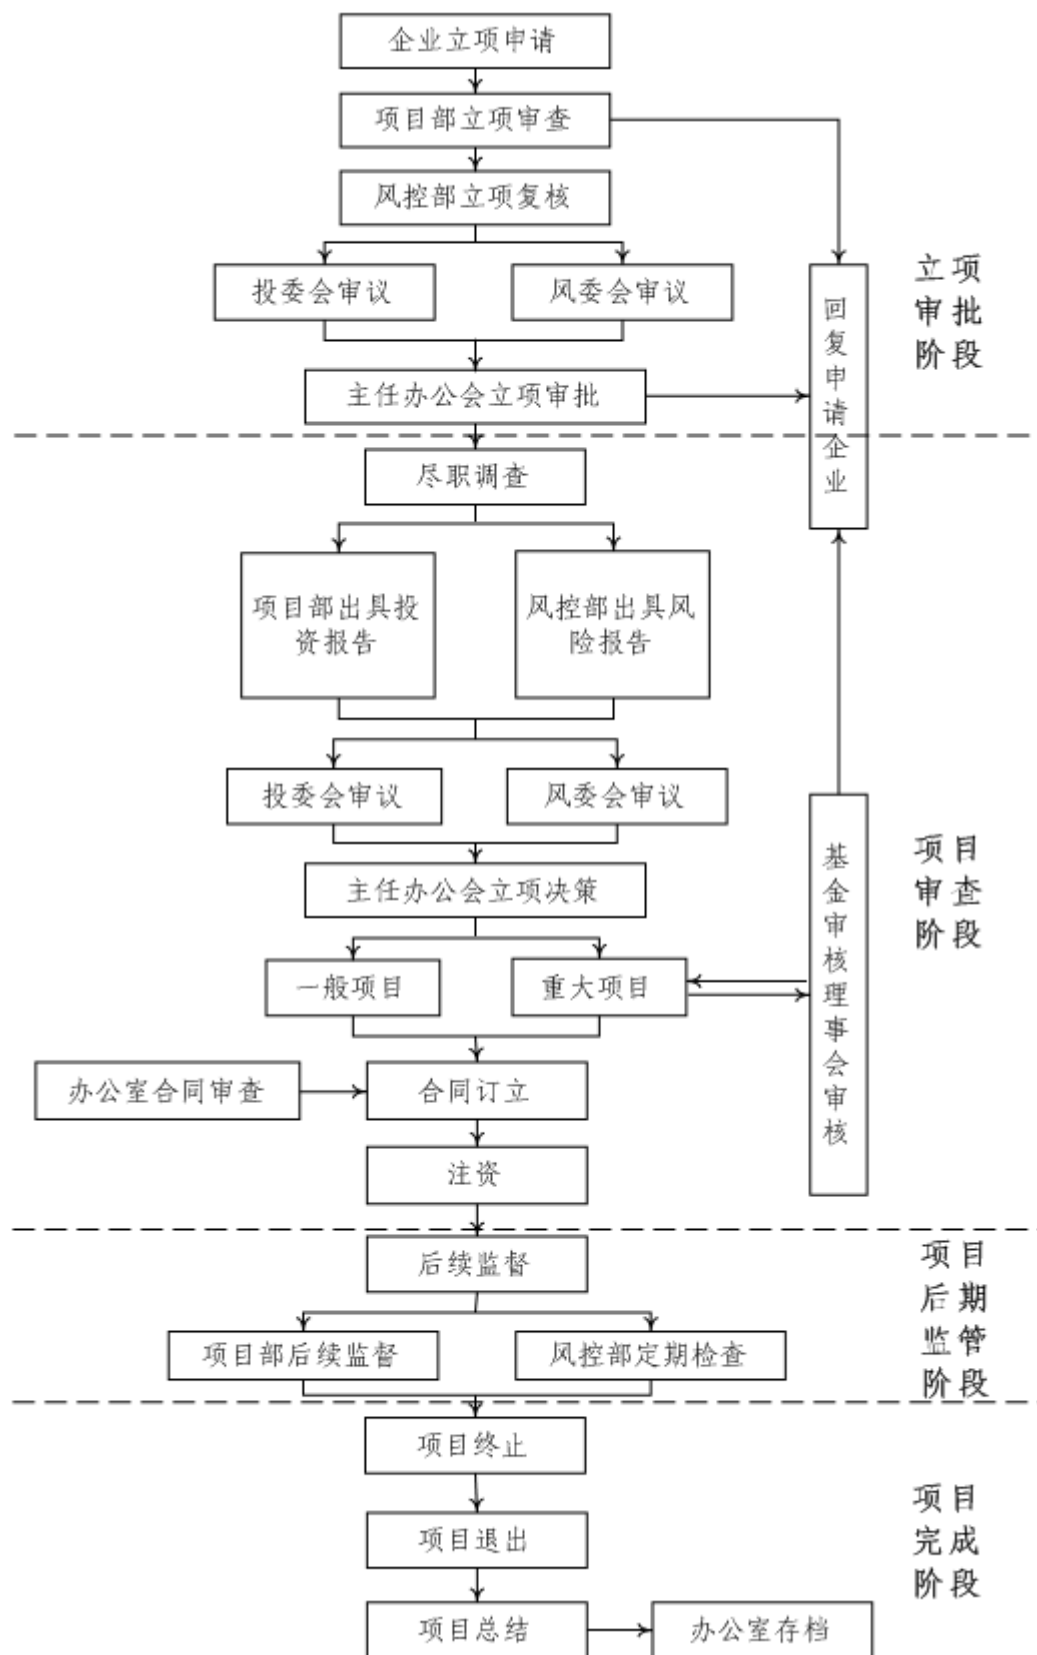 企业立项申请
项目部立项审查
风控部立项复核
投委会审议
风委会审议
主任办公会立项审批
回复申请企业
立项
审批
阶段
尽职调查
项目部出具投
资报告
风控部出具风
险报告
投委会审议
风委会审议
主任办公会立项决策
一般项目
重大项目
基金审核理事会审核
项目
审查
阶段
办公室合同审查
合同订立
注资
后续监督
项目部后续监督
风控部定期检查
项目
后期
监管
阶段
项目终止
项目退出
项目总结
办公室存档
项目
完成
阶段